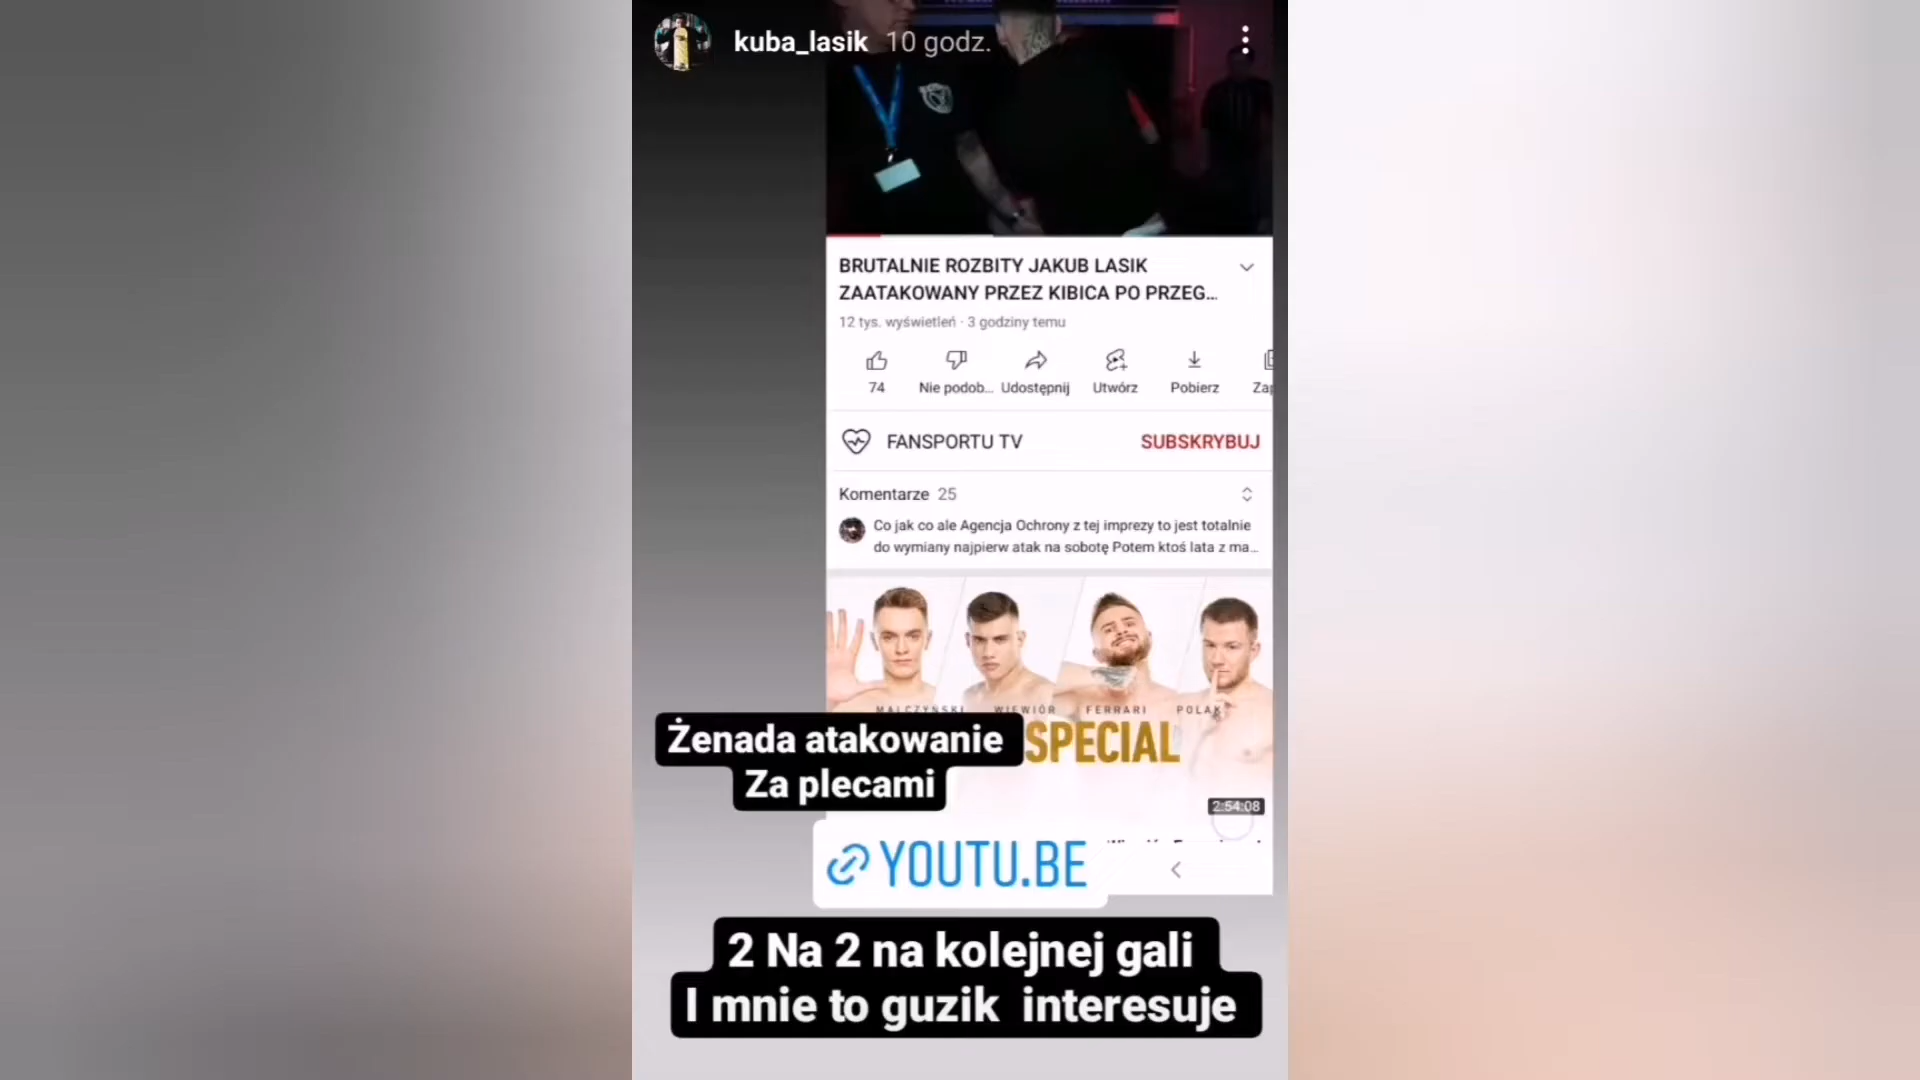 kuba_lasik 10 godz.
BRUTALNIE ROZBITY JAKUB LASIK
ZAATAKOWANY PRZEZ KIBICA PO PRZEG...
12 tys. wyświetleń · 3 godziny temu
74 Nie podob... Udostępnij Utwórz Pobierz Zap
FANSPORTU TV SUBSKRYBUJ
Komentarze 25
Co jak co ale Agencja Ochrony z tej imprezy to jest totalnie
do wymiany najpierw atak na sobotę Potem ktoś lata z ma...
MALCZYŃSKI WIEWIÓR FERRARI POLAK
SPECIAL
Żenada atakowanie
Za plecami
2:54:08
YOUTU.BE
2 Na 2 na kolejnej gali
I mnie to guzik interesuje